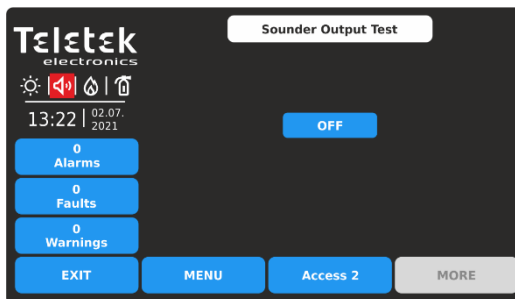 Teletek
electronics
Sounder Output Test
13:22
02.07.
2021
OFF
0
Alarms
0
Faults
0
Warnings
EXIT
MENU
Access 2
MORE